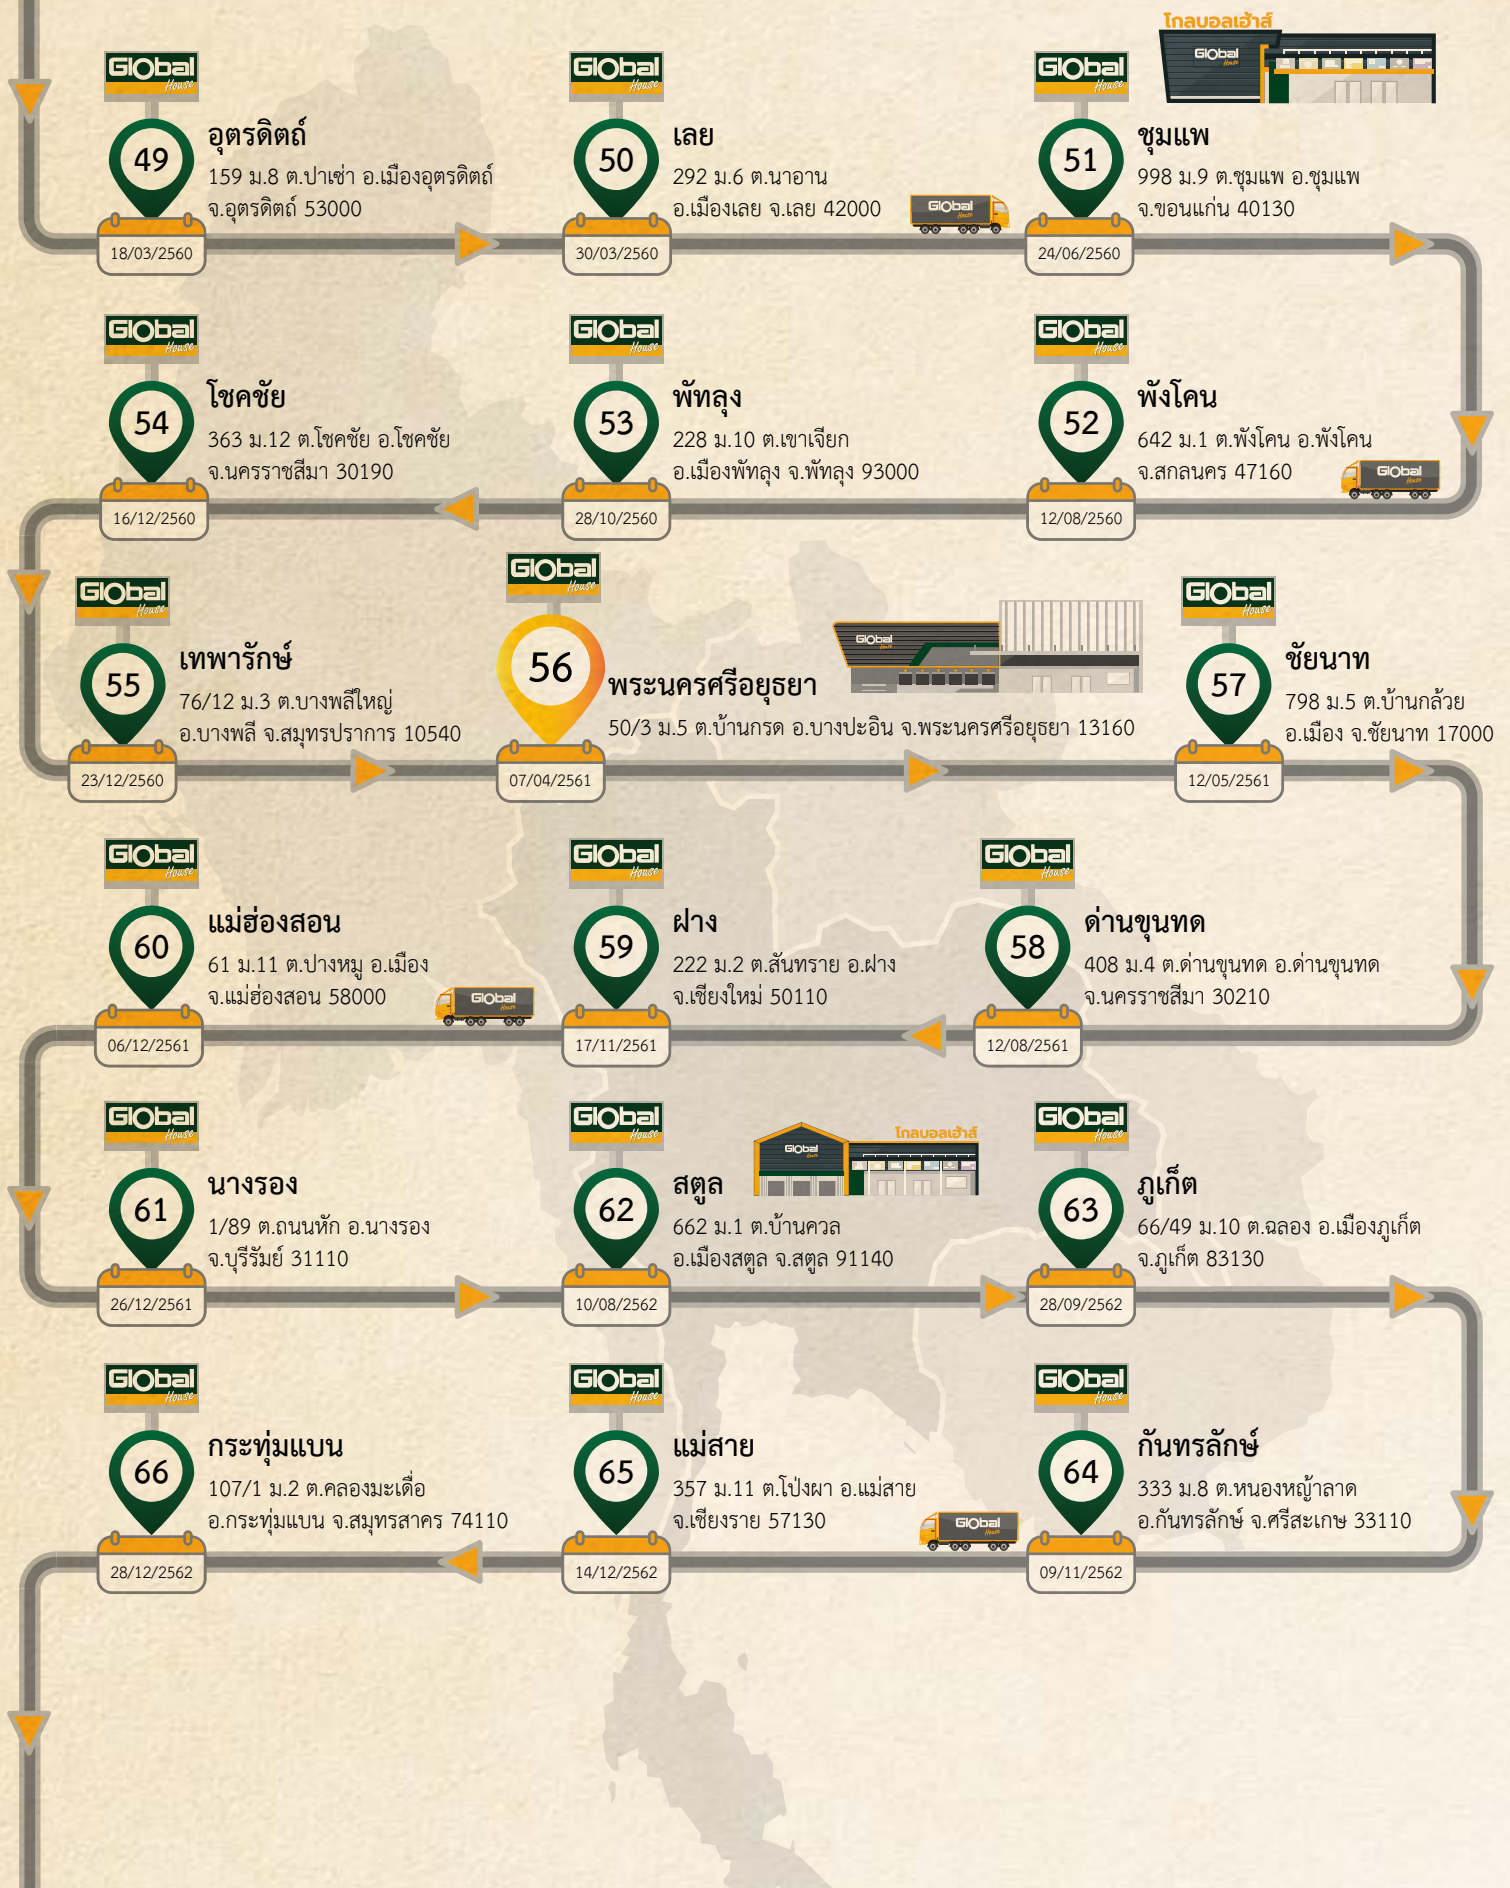 โกลบอลเฮ้าส์
Global House
Global House
49
อุตรดิตถ์
159 ม.8 ต.ป่าเซ่า อ.เมืองอุตรดิตถ์
จ.อุตรดิตถ์ 53000
18/03/2560
Global House
50
เลย
292 ม.6 ต.นาอาน
อ.เมืองเลย จ.เลย 42000
30/03/2560
Global House
Global House
51
ชุมแพ
998 ม.9 ต.ชุมแพ อ.ชุมแพ
จ.ขอนแก่น 40130
24/06/2560
Global House
52
พังโคน
642 ม.1 ต.พังโคน อ.พังโคน
จ.สกลนคร 47160
12/08/2560
Global House
Global House
53
พัทลุง
228 ม.10 ต.เขาเจียก
อ.เมืองพัทลุง จ.พัทลุง 93000
28/10/2560
Global House
54
โชคชัย
363 ม.12 ต.โชคชัย อ.โชคชัย
จ.นครราชสีมา 30190
16/12/2560
Global House
55
เทพารักษ์
76/12 ม.3 ต.บางพลีใหญ่
อ.บางพลี จ.สมุทรปราการ 10540
23/12/2560
Global House
56
พระนครศรีอยุธยา
50/3 ม.5 ต.บ้านกรด อ.บางปะอิน จ.พระนครศรีอยุธยา 13160
07/04/2561
Global House
Global House
57
ชัยนาท
798 ม.5 ต.บ้านกล้วย
อ.เมือง จ.ชัยนาท 17000
12/05/2561
Global House
58
ด่านขุนทด
408 ม.4 ต.ด่านขุนทด อ.ด่านขุนทด
จ.นครราชสีมา 30210
12/08/2561
Global House
59
ฝาง
222 ม.2 ต.สันทราย อ.ฝาง
จ.เชียงใหม่ 50110
17/11/2561
Global House
Global House
60
แม่ฮ่องสอน
61 ม.11 ต.ปางหมู อ.เมือง
จ.แม่ฮ่องสอน 58000
06/12/2561
Global House
61
นางรอง
1/89 ต.ถนนหัก อ.นางรอง
จ.บุรีรัมย์ 31110
26/12/2561
Global House
62
สตูล
662 ม.1 ต.บ้านควล
อ.เมืองสตูล จ.สตูล 91140
10/08/2562
โกลบอลเฮ้าส์
Global House
Global House
63
ภูเก็ต
66/49 ม.10 ต.ฉลอง อ.เมืองภูเก็ต
จ.ภูเก็ต 83130
28/09/2562
Global House
64
กันทรลักษ์
333 ม.8 ต.หนองหญ้าลาด
อ.กันทรลักษ์ จ.ศรีสะเกษ 33110
09/11/2562
Global House
Global House
65
แม่สาย
357 ม.11 ต.โป่งผา อ.แม่สาย
จ.เชียงราย 57130
14/12/2562
Global House
66
กระทุ่มแบน
107/1 ม.2 ต.คลองมะเดื่อ
อ.กระทุ่มแบน จ.สมุทรสาคร 74110
28/12/2562